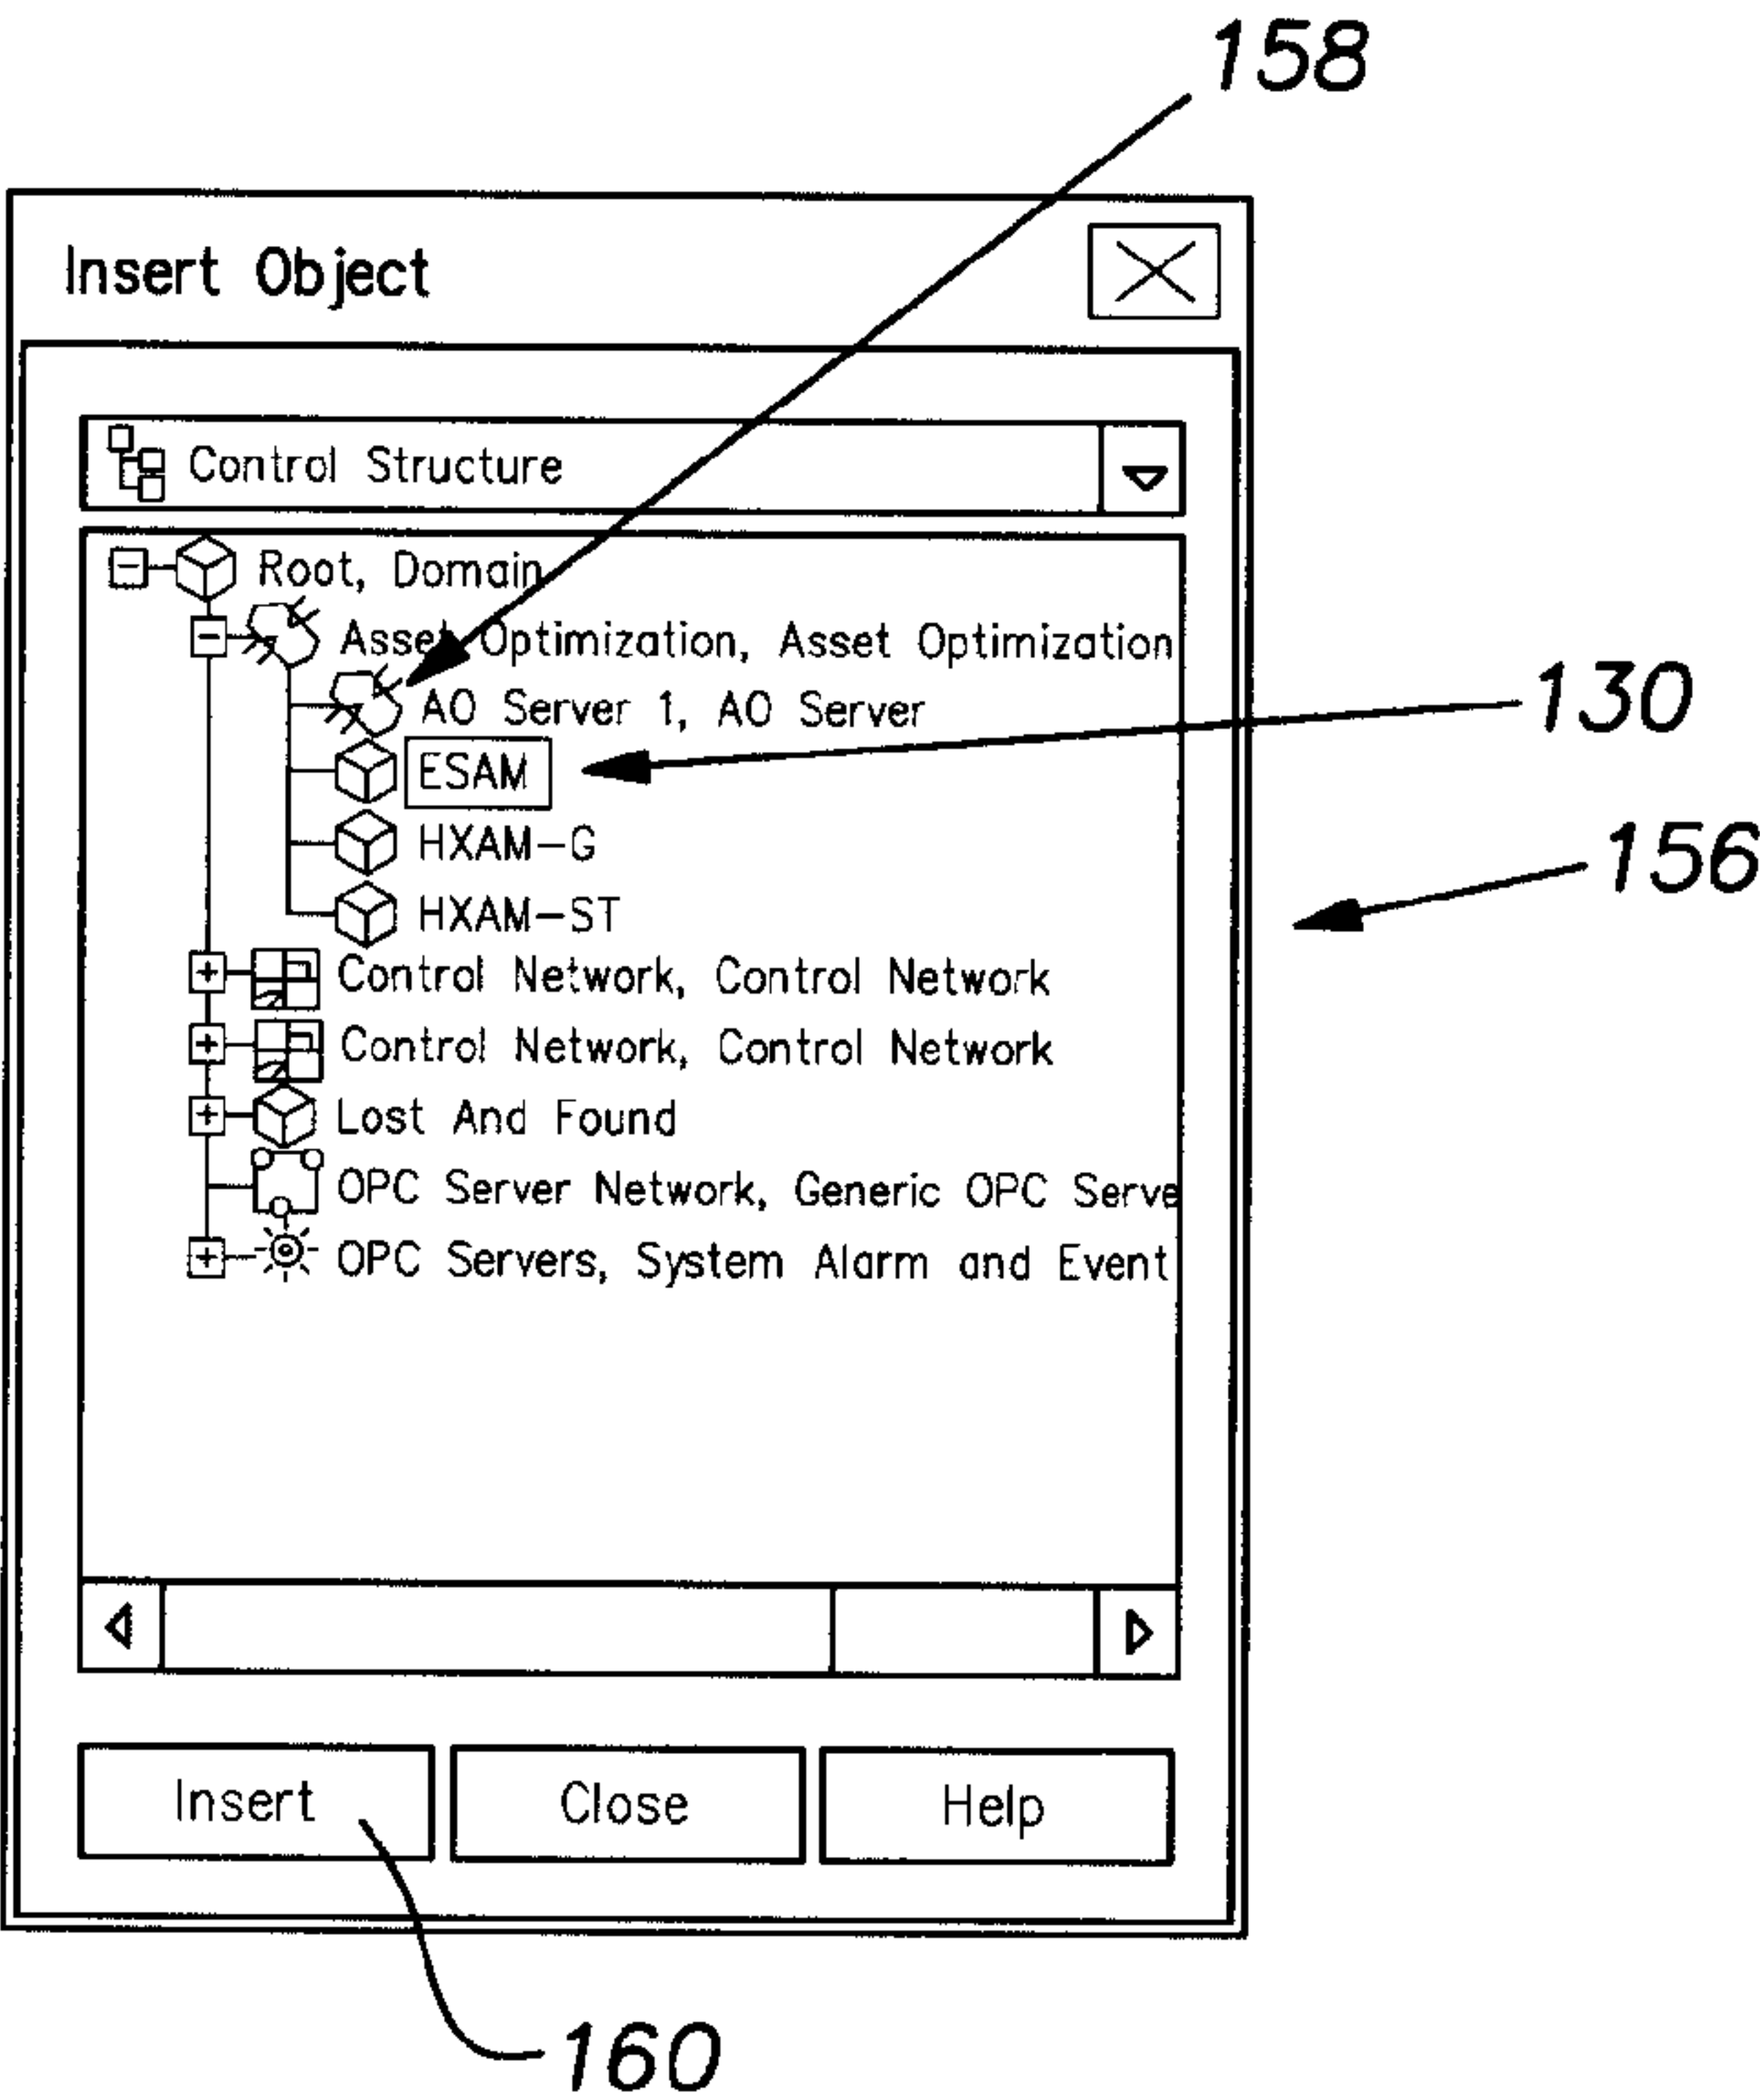 158
Insert Object
Control Structure
Root, Domain
Asset Optimization, Asset Optimization
AO Server 1, AO Server
130
ESAM
HXAM-G
156
HXAM-ST
Control Network, Control Network
Control Network, Control Network
Lost And Found
OPC Server Network, Generic OPC Serve
OPC Servers, System Alarm and Event
Insert Close Help
160